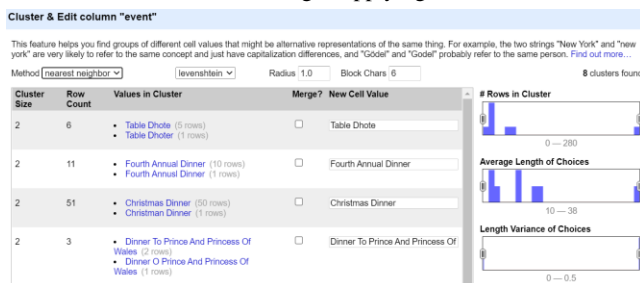 Cluster & Edit column "event"
This feature helps you find groups of different cell values that might be alternative representations of the same thing. For example, the two strings "New York" and "new
york" are very likely to refer to the same concept and just have capitalization differences, and "Gödel" and "Godel" probably refer to the same person. Find out more...
Method nearest neighbor levenshtein Radius 1.0 Block Chars 6 8 clusters found
Cluster Size Row Count Values in Cluster Merge? New Cell Value
2 6 • Table Dhote (5 rows) Table Dhote
• Table Dhoter (1 rows)
2 11 • Fourth Annual Dinner (10 rows) Fourth Annual Dinner
• Fourth Annusl Dinner (1 rows)
2 51 • Christmas Dinner (50 rows) Christmas Dinner
• Christman Dinner (1 rows)
2 3 • Dinner To Prince And Princess Of Dinner To Prince And Princess Of
Wales (2 rows)
• Dinner O Prince And Princess Of
Wales (1 rows)
# Rows in Cluster
0 — 280
Average Length of Choices
10 — 38
Length Variance of Choices
0 — 0.5